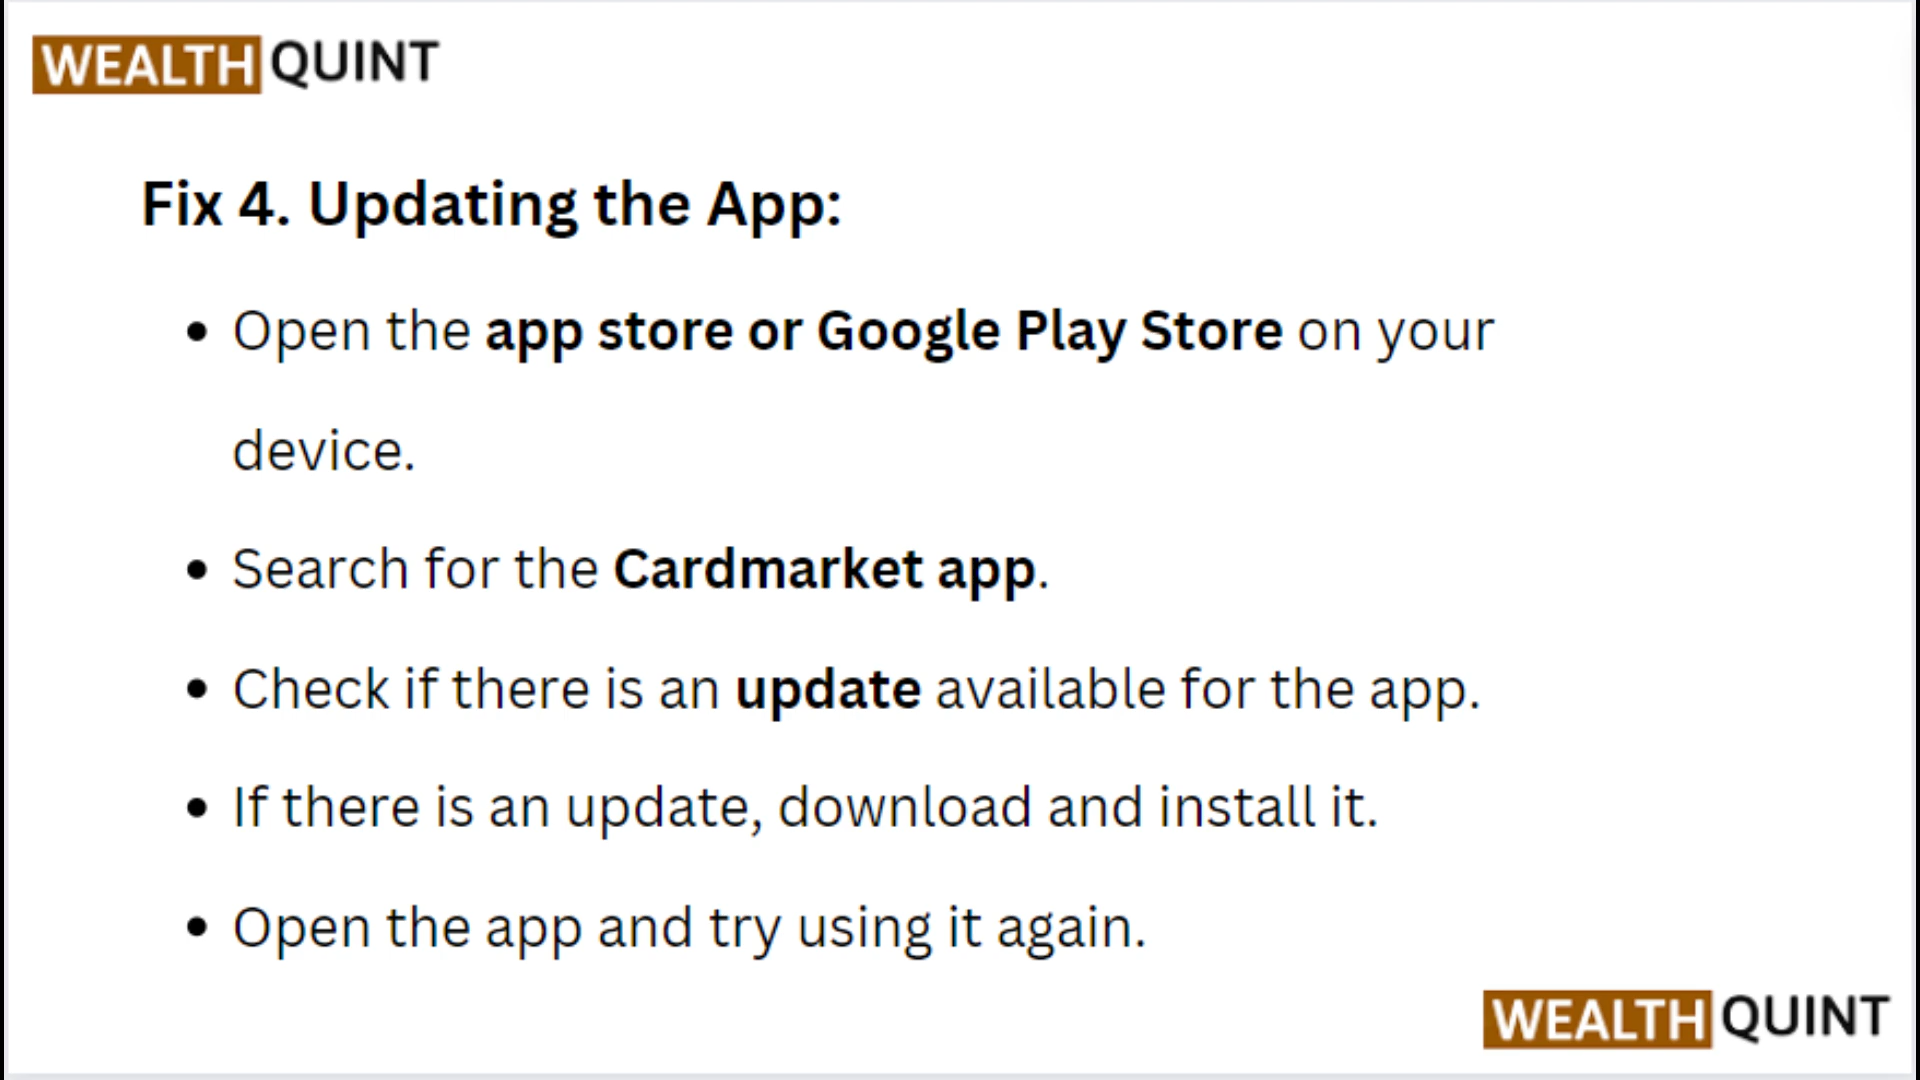 WEALTH QUINT
Fix 4. Updating the App:
• Open the app store or Google Play Store on your
device.
• Search for the Cardmarket app.
• Check if there is an update available for the app.
• If there is an update, download and install it.
• Open the app and try using it again.
WEALTH QUINT